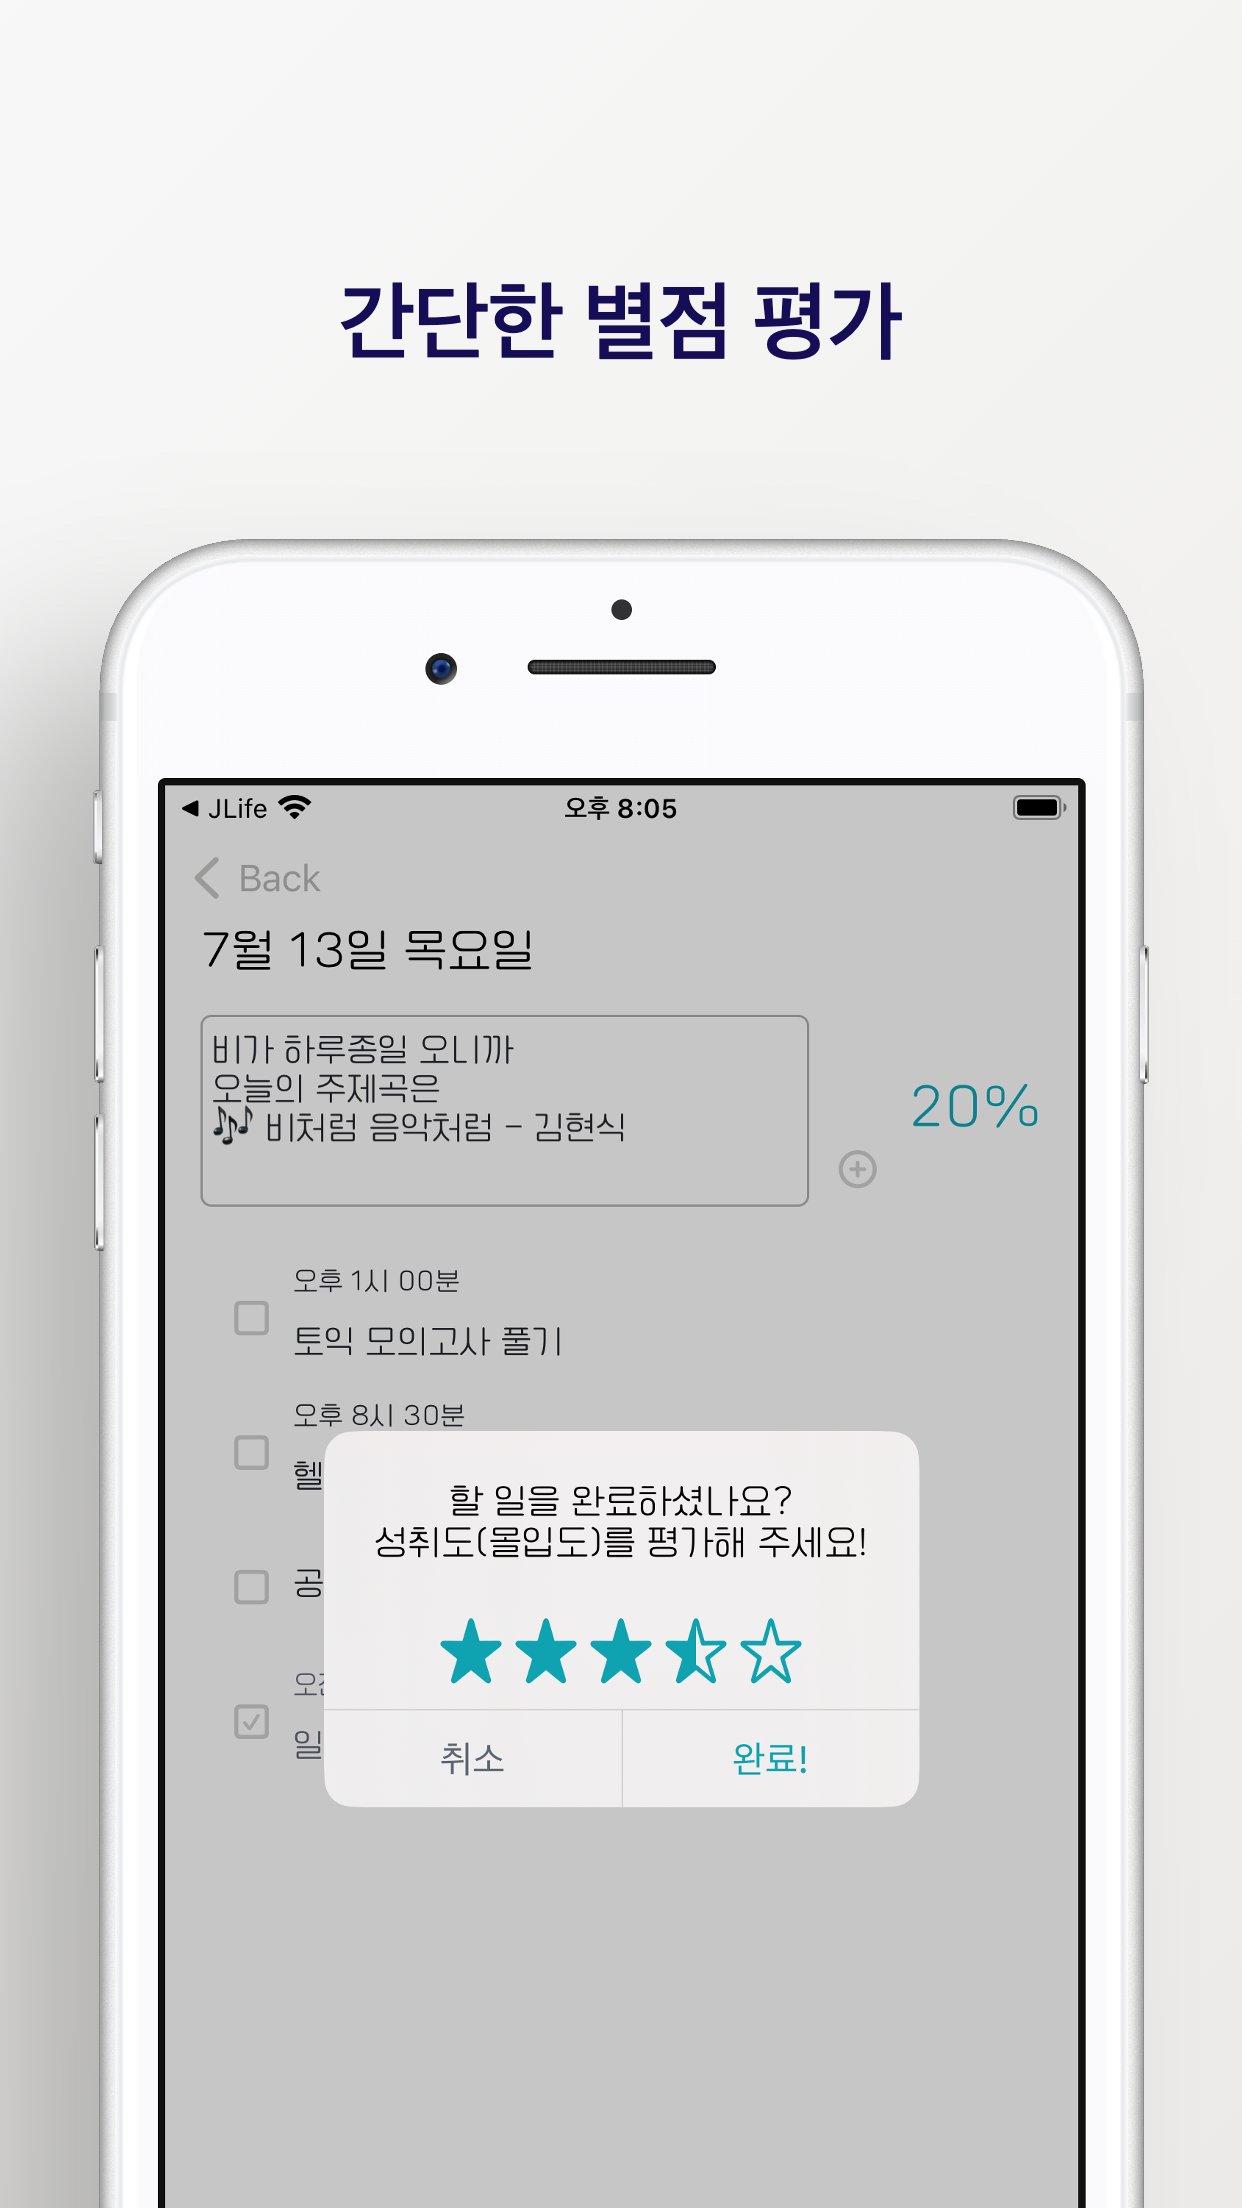 간단한 별점 평가
JLife
오후 8:05
Back
7월 13일 목요일
비가 하루종일 오니까
오늘의 주제곡은
🎶 비처럼 음악처럼 - 김현식
20%
오후 1시 00분
토익 모의고사 풀기
오후 8시 30분
헬
할 일을 완료하셨나요?
성취도(몰입도)를 평가해 주세요!
공
일
취소
완료!